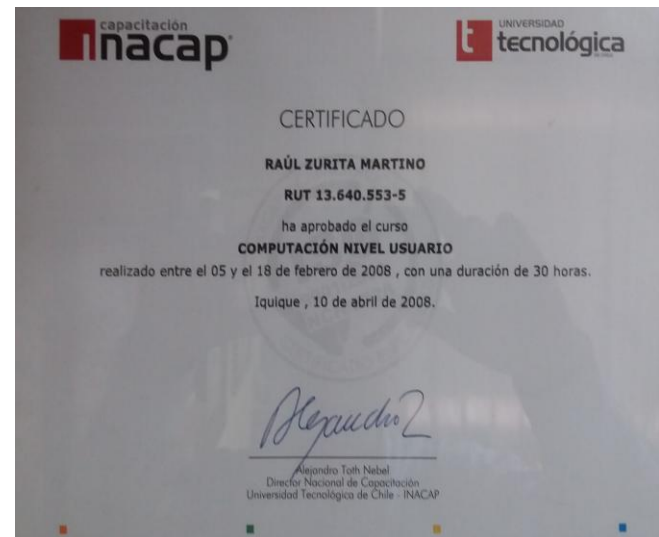 capacitación
inacap
UNIVERSIDAD
tecnológica
CERTIFICADO
RAÚL ZURITA MARTINO
RUT 13.640.553-5
ha aprobado el curso
COMPUTACIÓN NIVEL USUARIO
realizado entre el 05 y el 18 de febrero de 2008 , con una duración de 30 horas.
Iquique , 10 de abril de 2008.
Alejandro Toth Nebel
Director Nacional de Capacitación
Universidad Tecnológica de Chile - INACAP